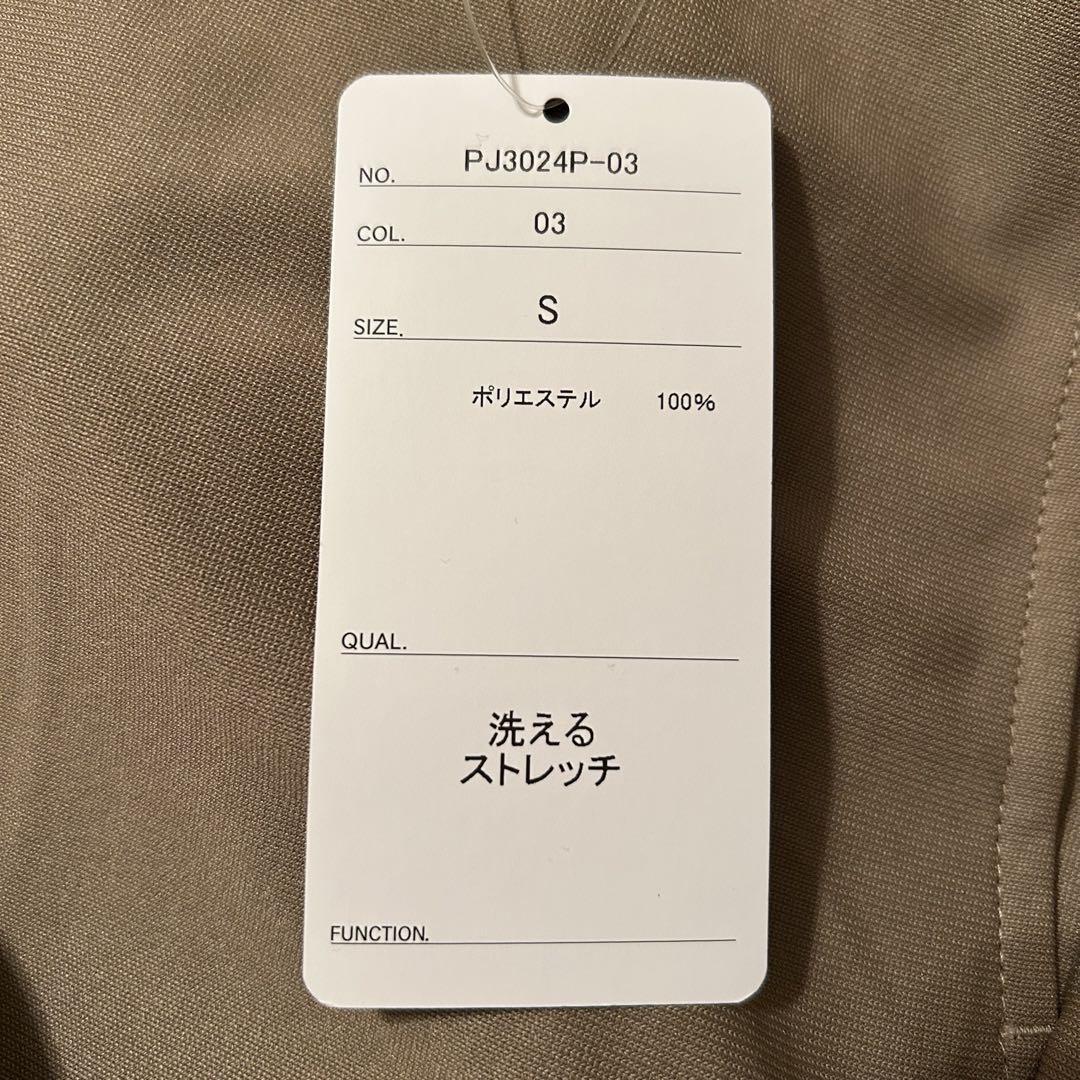 NO. PJ3024P-03
COL. 03
SIZE. S
ポリエステル 100%
QUAL.
洗える
ストレッチ
FUNCTION.